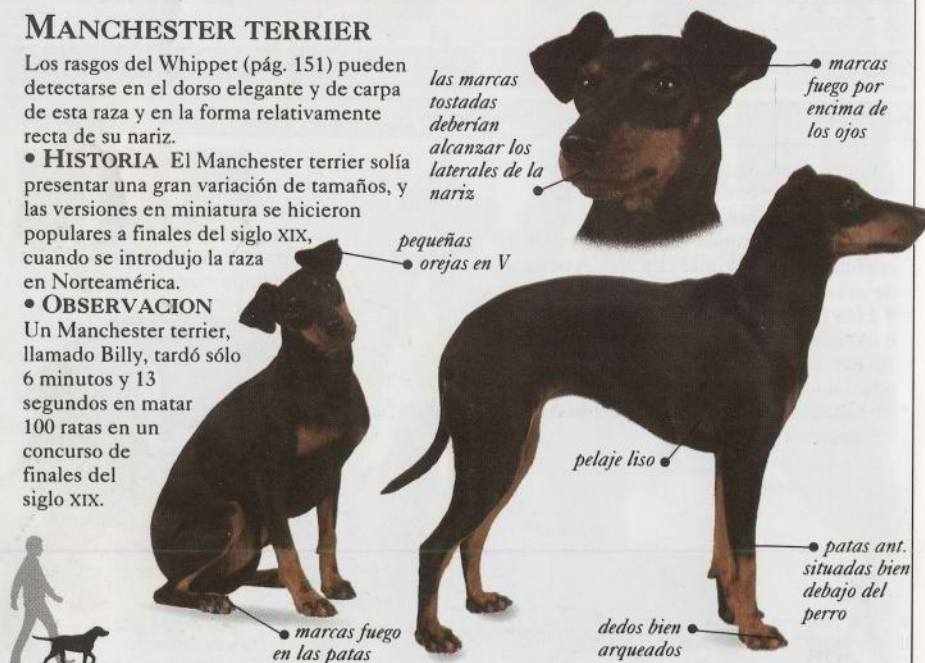 MANCHESTER TERRIER
Los rasgos del Whippet (pág. 151) pueden
detectarse en el dorso elegante y de carpa
de esta raza y en la forma relativamente
recta de su nariz.
• HISTORIA El Manchester terrier solía
presentar una gran variación de tamaños, y
las versiones en miniatura se hicieron
populares a finales del siglo XIX,
cuando se introdujo la raza
en Norteamérica.
• OBSERVACION
Un Manchester terrier,
llamado Billy, tardó sólo
6 minutos y 13
segundos en matar
100 ratas en un
concurso de
finales del
siglo XIX.
las marcas
tostadas
deberían
alcanzar los
laterales de la
nariz
marcas
fuego por
encima de
los ojos
pequeñas
orejas en V
pelaje liso
patas ant.
situadas bien
debajo del
perro
marcas fuego
en las patas
dedos bien
arqueados